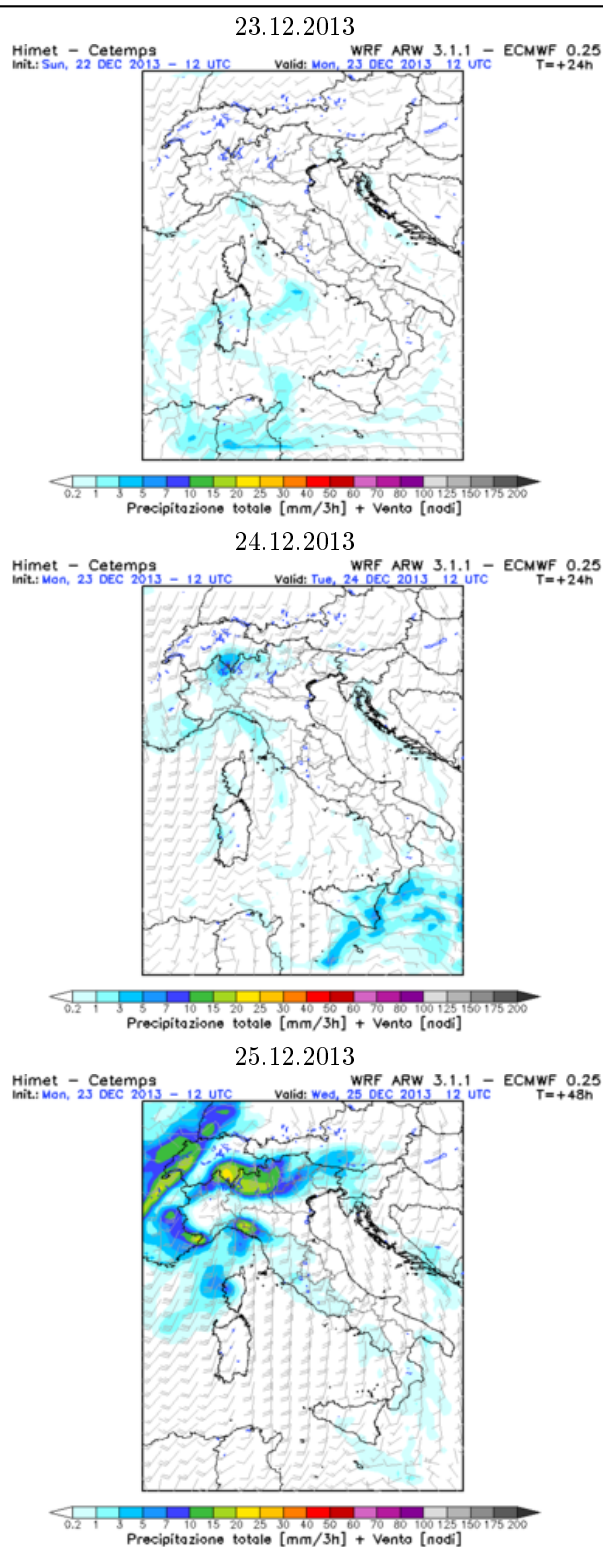 23.12.2013
Himet – Cetemps WRF ARW 3.1.1 – ECMWF 0.25
Init.: Sun, 22 DEC 2013 – 12 UTC Valid: Mon, 23 DEC 2013 12 UTC T=+24h
0.2 1 3 5 7 10 15 20 25 30 40 50 60 70 80 100 125 150 175 200
Precipitazione totale [mm/3h] + Vento [nodi]
24.12.2013
Himet – Cetemps WRF ARW 3.1.1 – ECMWF 0.25
Init.: Mon, 23 DEC 2013 – 12 UTC Valid: Tue, 24 DEC 2013 12 UTC T=+24h
0.2 1 3 5 7 10 15 20 25 30 40 50 60 70 80 100 125 150 175 200
Precipitazione totale [mm/3h] + Vento [nodi]
25.12.2013
Himet – Cetemps WRF ARW 3.1.1 – ECMWF 0.25
Init.: Mon, 23 DEC 2013 – 12 UTC Valid: Wed, 25 DEC 2013 12 UTC T=+48h
0.2 1 3 5 7 10 15 20 25 30 40 50 60 70 80 100 125 150 175 200
Precipitazione totale [mm/3h] + Vento [nodi]